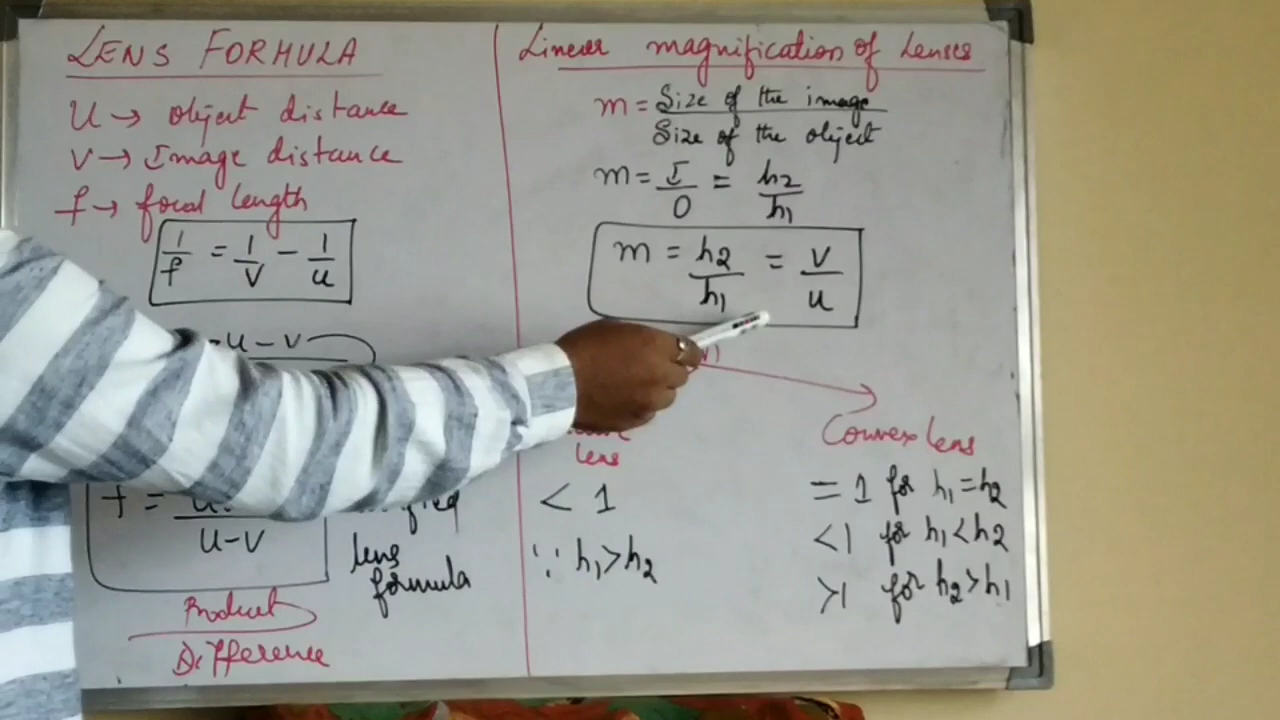 LENS FORMULA
U → object distance
V → Image distance
f → focal length
1/f = 1/V - 1/u
u - v
f =
u - v
lens
formula
Product
Difference
Linear magnification of Lenses
m = Size of the image / Size of the object
m = I/O = h2/h1
m = h2/h1 = v/u
lens
< 1
∵ h1 > h2
Convex lens
= 1 for h1 = h2
<1 for h1 < h2
>1 for h2 > h1